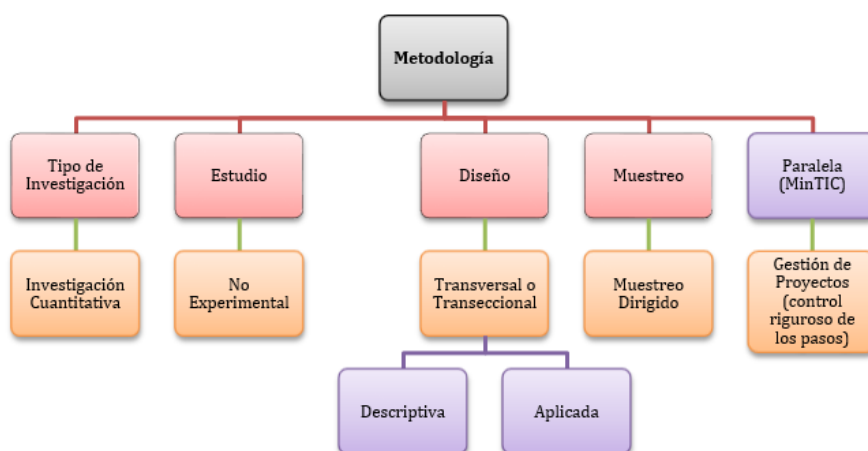 Metodología
Tipo de
Investigación
Estudio
Diseño
Muestreo
Paralela
(MinTIC)
Investigación
Cuantitativa
No
Experimental
Transversal o
Transeccional
Muestreo
Dirigido
Gestión de
Proyectos
(control
riguroso de
los pasos)
Descriptiva
Aplicada